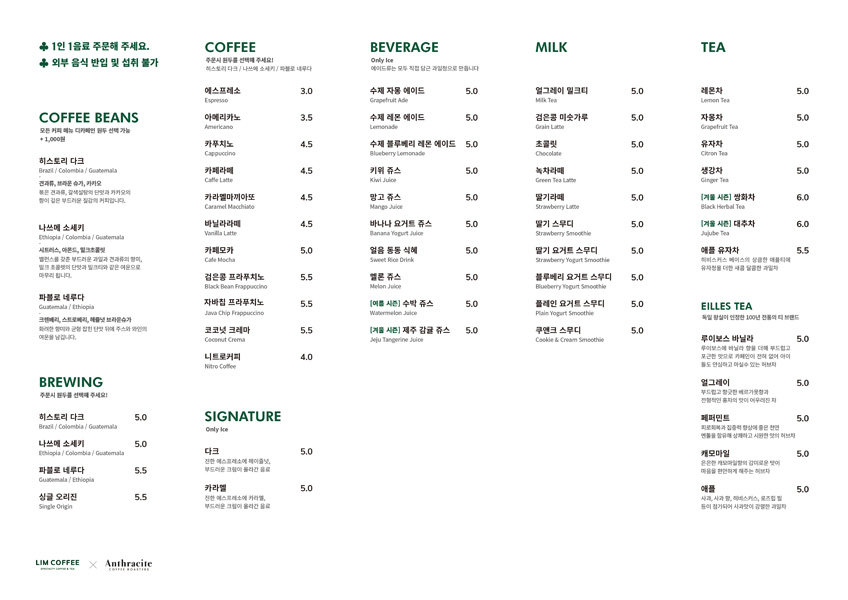 ♣ 1인 1음료 주문해 주세요.
♣ 외부 음식 반입 및 섭취 불가
COFFEE BEANS
모든 커피 메뉴 디카페인 원두 선택 가능
+ 1,000원
히스토리 다크
Brazil / Colombia / Guatemala
견과류, 브라운 슈가, 카카오
볶은 견과류, 갈색설탕의 단맛과 카카오의
향이 깊은 부드러운 질감의 커피입니다.
나쓰메 소세키
Ethiopia / Colombia / Guatemala
시트러스, 아몬드, 밀크초콜릿
밸런스를 갖춘 부드러운 과일과 견과류의 향미,
밀크 초콜렛의 단맛과 밀크티와 같은 여운으로
마무리 됩니다.
파블로 네루다
Guatemala / Ethiopia
크랜베리, 스트로베리, 헤즐넛 브라운슈가
화려한 향미와 균형 잡힌 단맛 뒤에 주스와 와인의
여운을 남깁니다.
BREWING
주문시 원두를 선택해 주세요!
히스토리 다크 5.0
Brazil / Colombia / Guatemala
나쓰메 소세키 5.0
Ethiopia / Colombia / Guatemala
파블로 네루다 5.5
Guatemala / Ethiopia
싱글 오리진 5.5
Single Origin
LIM COFFEE
SPECIALTY COFFEE & TEA
× Anthracite
COFFEE ROASTERS
COFFEE
주문시 원두를 선택해 주세요!
히스토리 다크 / 나쓰메 소세키 / 파블로 네루다
에스프레소 3.0
Espresso
아메리카노 3.5
Americano
카푸치노 4.5
Cappuccino
카페라떼 4.5
Caffe Latte
카라멜마끼아또 4.5
Caramel Macchiato
바닐라라떼 4.5
Vanilla Latte
카페모카 5.0
Cafe Mocha
검은콩 프라푸치노 5.5
Black Bean Frappuccino
자바칩 프라푸치노 5.5
Java Chip Frappuccino
코코넛 크레마 5.5
Coconut Crema
니트로커피 4.0
Nitro Coffee
SIGNATURE
Only Ice
다크 5.0
진한 에스프레소에 헤이즐넛,
부드러운 크림이 올라간 음료
카라멜 5.0
진한 에스프레소에 카라멜,
부드러운 크림이 올라간 음료
BEVERAGE
Only Ice
에이드류는 모두 직접 담근 과일청으로 만듭니다
수제 자몽 에이드 5.0
Grapefruit Ade
수제 레몬 에이드 5.0
Lemonade
수제 블루베리 레몬 에이드 5.0
Blueberry Lemonade
키위 쥬스 5.0
Kiwi Juice
망고 쥬스 5.0
Mango Juice
바나나 요거트 쥬스 5.0
Banana Yogurt Juice
얼음 동동 식혜 5.0
Sweet Rice Drink
멜론 쥬스 5.0
Melon Juice
[여름 시즌] 수박 쥬스 5.0
Watermelon Juice
[겨울 시즌] 제주 감귤 쥬스 5.0
Jeju Tangerine Juice
MILK
얼그레이 밀크티 5.0
Milk Tea
검은콩 미숫가루 5.0
Grain Latte
초콜릿 5.0
Chocolate
녹차라떼 5.0
Green Tea Latte
딸기라떼 5.0
Strawberry Latte
딸기 스무디 5.0
Strawberry Smoothie
딸기 요거트 스무디 5.0
Strawberry Yogurt Smoothie
블루베리 요거트 스무디 5.0
Blueberry Yogurt Smoothie
플레인 요거트 스무디 5.0
Plain Yogurt Smoothie
쿠앤크 스무디 5.0
Cookie & Cream Smoothie
TEA
레몬차 5.0
Lemon Tea
자몽차 5.0
Grapefruit Tea
유자차 5.0
Citron Tea
생강차 5.0
Ginger Tea
[겨울 시즌] 쌍화차 6.0
Black Herbal Tea
[겨울 시즌] 대추차 6.0
Jujube Tea
애플 유자차 5.5
히비스커스 베이스의 상큼한 애플티에
유자청을 더한 새콤 달콤한 과일차
EILLES TEA
독일 왕실이 인정한 100년 전통의 티 브랜드
루이보스 바닐라 5.0
루이보스에 바닐라 향을 더해 부드럽고
포근한 맛으로 카페인이 전혀 없어 아이
들도 안심하고 마실수 있는 허브차
얼그레이 5.0
부드럽고 향긋한 베르가못향과
전형적인 홍차의 맛이 어우러진 차
페퍼민트 5.0
피로회복과 집중력 향상에 좋은 천연
멘톨을 함유해 상쾌하고 시원한 맛의 허브차
캐모마일 5.0
은은한 캐모마일향의 감미로운 맛이
마음을 편안하게 해주는 허브차
애플 5.0
사과, 사과 향, 히비스커스, 로즈힙 힙
등이 첨가되어 사과맛이 강렬한 과일차